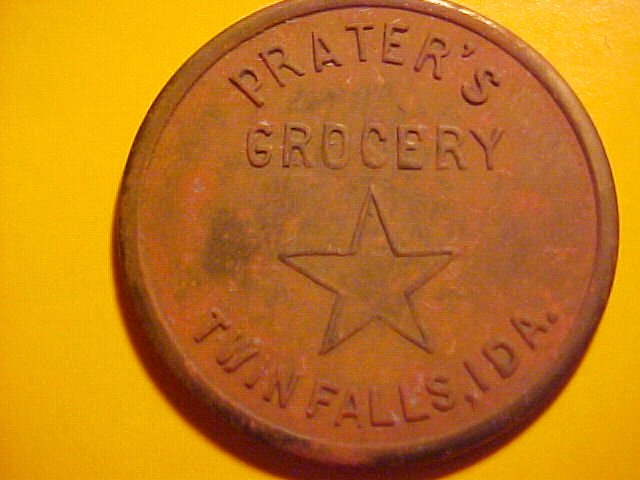 PRATER'S
GROCERY
TWIN FALLS, IDA.